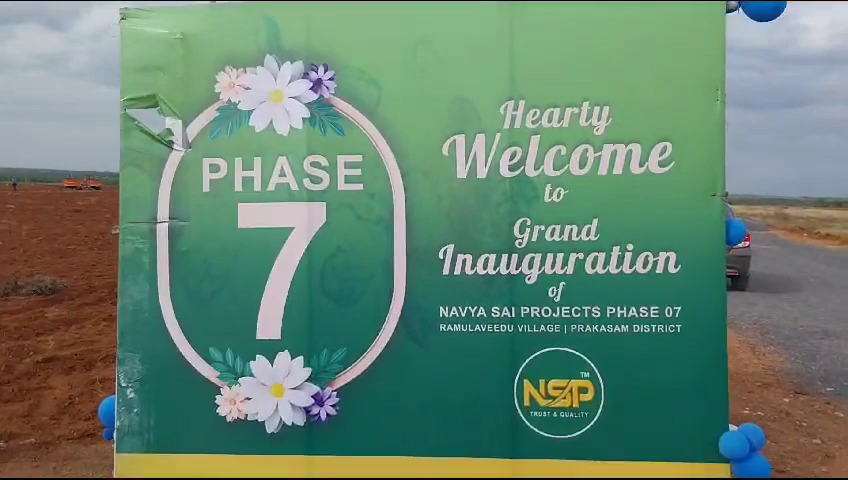 PHASE
7
Hearty
Welcome
to
Grand
Inauguration
of
NAVYA SAI PROJECTS PHASE 07
RAMULAVEEDU VILLAGE | PRAKASAM DISTRICT
NSP TM
TRUST & QUALITY